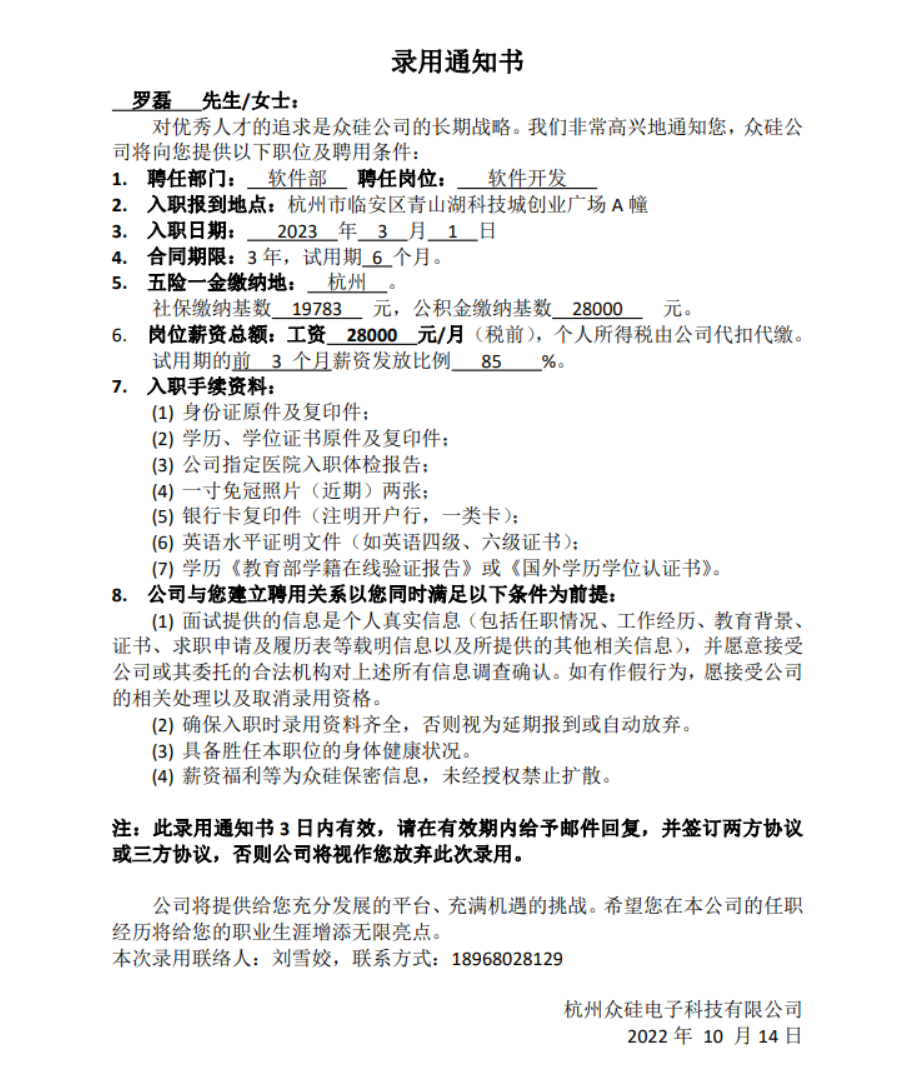 录用通知书
罗磊 先生/女士：
对优秀人才的追求是众硅公司的长期战略。我们非常高兴地通知您，众硅公
司将向您提供以下职位及聘用条件：
1. 聘任部门： 软件部 聘任岗位： 软件开发
2. 入职报到地点：杭州市临安区青山湖科技城创业广场 A 幢
3. 入职日期： 2023 年 3 月 1 日
4. 合同期限：3 年，试用期 6 个月。
5. 五险一金缴纳地： 杭州 。
社保缴纳基数 19783 元，公积金缴纳基数 28000 元。
6. 岗位薪资总额：工资 28000 元/月（税前），个人所得税由公司代扣代缴。
试用期的前 3 个月薪资发放比例 85 %。
7. 入职手续资料：
(1) 身份证原件及复印件；
(2) 学历、学位证书原件及复印件；
(3) 公司指定医院入职体检报告；
(4) 一寸免冠照片（近期）两张；
(5) 银行卡复印件（注明开户行，一类卡）；
(6) 英语水平证明文件（如英语四级、六级证书）；
(7) 学历《教育部学籍在线验证报告》或《国外学历学位认证书》。
8. 公司与您建立聘用关系以您同时满足以下条件为前提：
(1) 面试提供的信息是个人真实信息（包括任职情况、工作经历、教育背景、
证书、求职申请及履历表等载明信息以及所提供的其他相关信息），并愿意接受
公司或其委托的合法机构对上述所有信息调查确认。如有作假行为，愿接受公司
的相关处理以及取消录用资格。
(2) 确保入职时录用资料齐全，否则视为延期报到或自动放弃。
(3) 具备胜任本职位的身体健康状况。
(4) 薪资福利等为众硅保密信息，未经授权禁止扩散。
注：此录用通知书 3 日内有效，请在有效期内给予邮件回复，并签订两方协议
或三方协议，否则公司将视作您放弃此次录用。
公司将提供给您充分发展的平台、充满机遇的挑战。希望您在本公司的任职
经历将给您的职业生涯增添无限亮点。
本次录用联络人：刘雪姣，联系方式：18968028129
杭州众硅电子科技有限公司
2022 年 10 月 14 日